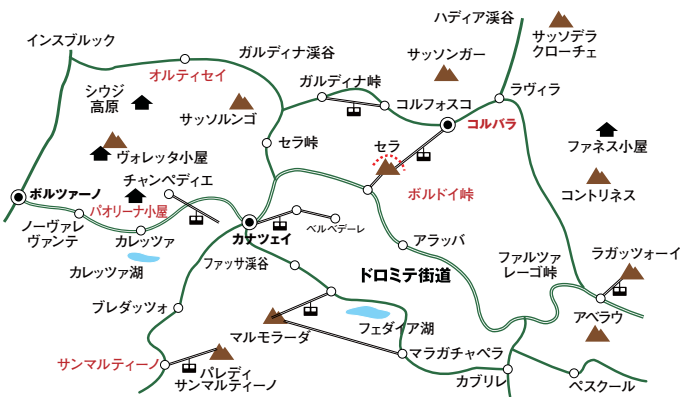 ハディア渓谷
サッソデラ
クローチェ
インスブルック
ガルディナ渓谷
サッソンガー
オルティセイ
ガルディナ峠
シウジ
高原
コルフォスコ
ラヴィラ
サッソルンゴ
コルバラ
セラ峠
セラ
ファネス小屋
ヴォレッタ小屋
チャンペディエ
ボルツァーノ
パオリーナ小屋
ボルドイ峠
コントリネス
ノーヴァレ
ヴァンテ
カレッツァ
カナツェイ
ベルベデーレ
アラッバ
ファルツァ
レーゴ峠
ラガッツォーイ
カレッツァ湖
ファッサ渓谷
ドロミテ街道
ブレダッツォ
マルモラーダ
フェダイア湖
アベラウ
サンマルティーノ
パレディ
サンマルティーノ
マラガチャペラ
カブリレ
ペスクール